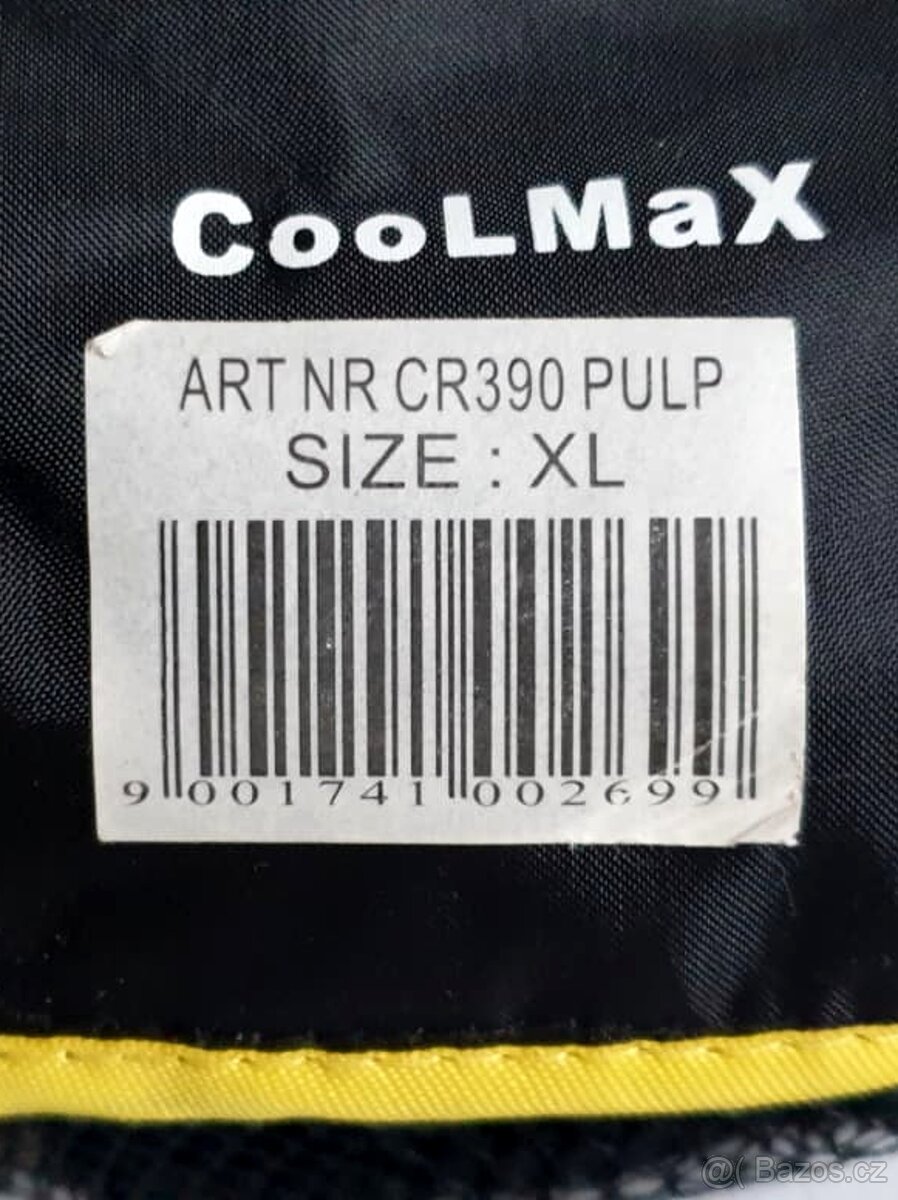 CooLMaX
ART NR CR390 PULP
SIZE : XL
9 001741 002699
@( Bazos.cz